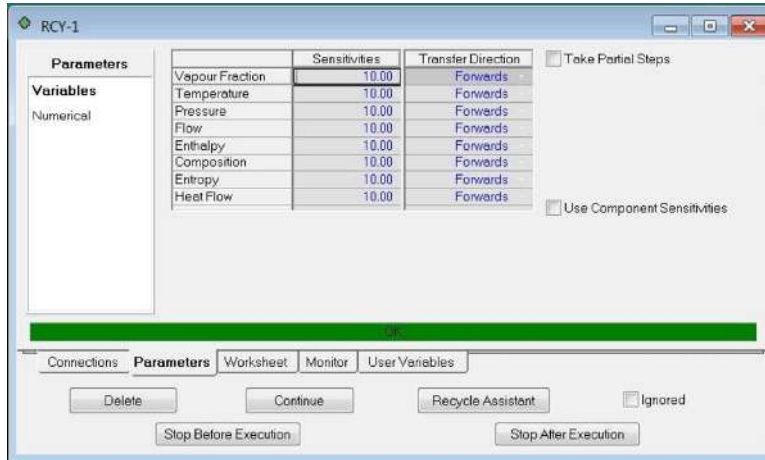 RCY-1
Parameters
Variables
Numerical
Sensitivities Transfer Direction
Vapour Fraction 10.00 Forwards
Temperature 10.00 Forwards
Pressure 10.00 Forwards
Flow 10.00 Forwards
Enthalpy 10.00 Forwards
Composition 10.00 Forwards
Entropy 10.00 Forwards
Heat Flow 10.00 Forwards
Take Partial Steps
Use Component Sensitivities
OK
Connections Parameters Worksheet Monitor User Variables
Delete Continue Recycle Assistant Ignored
Stop Before Execution Stop After Execution